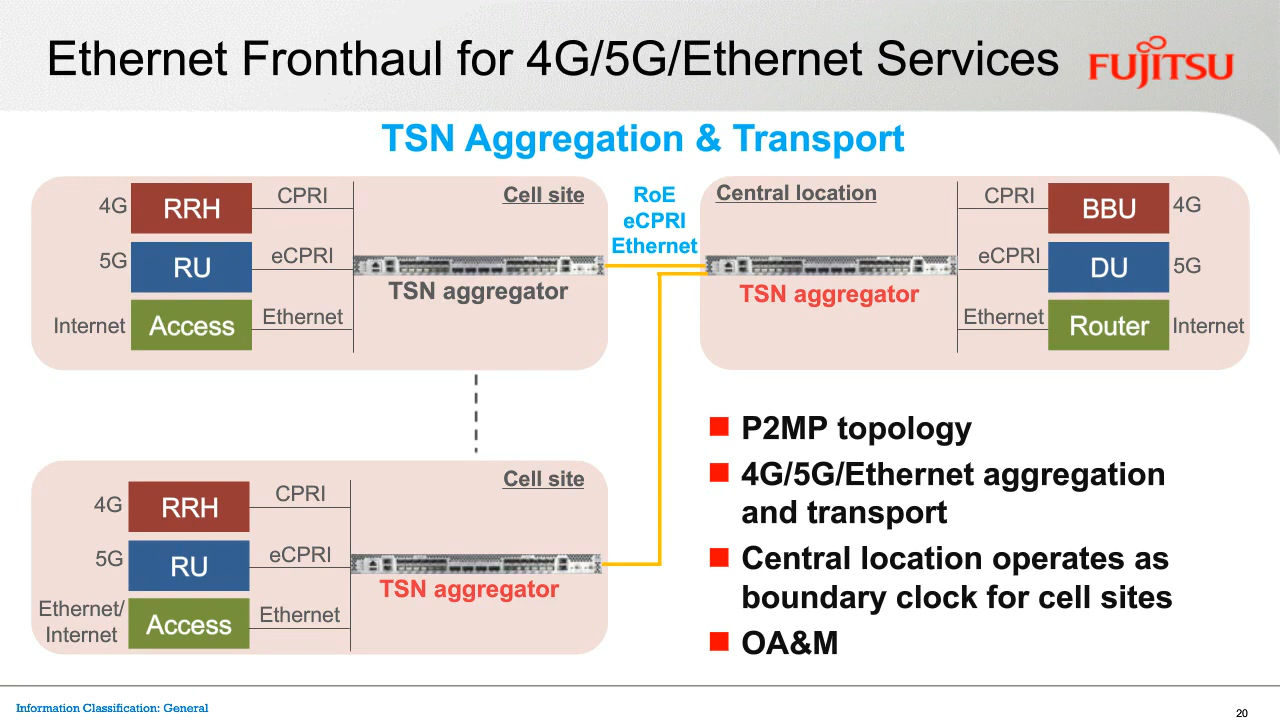 Ethernet Fronthaul for 4G/5G/Ethernet Services
FUJITSU
TSN Aggregation & Transport
Cell site
4G RRH CPRI
5G RU eCPRI
TSN aggregator
Internet Access Ethernet
RoE
eCPRI
Ethernet
Central location
CPRI BBU 4G
eCPRI DU 5G
TSN aggregator
Ethernet Router Internet
Cell site
4G RRH CPRI
5G RU eCPRI
TSN aggregator
Ethernet/
Internet Access Ethernet
P2MP topology
4G/5G/Ethernet aggregation
and transport
Central location operates as
boundary clock for cell sites
OA&M
Information Classification: General
20